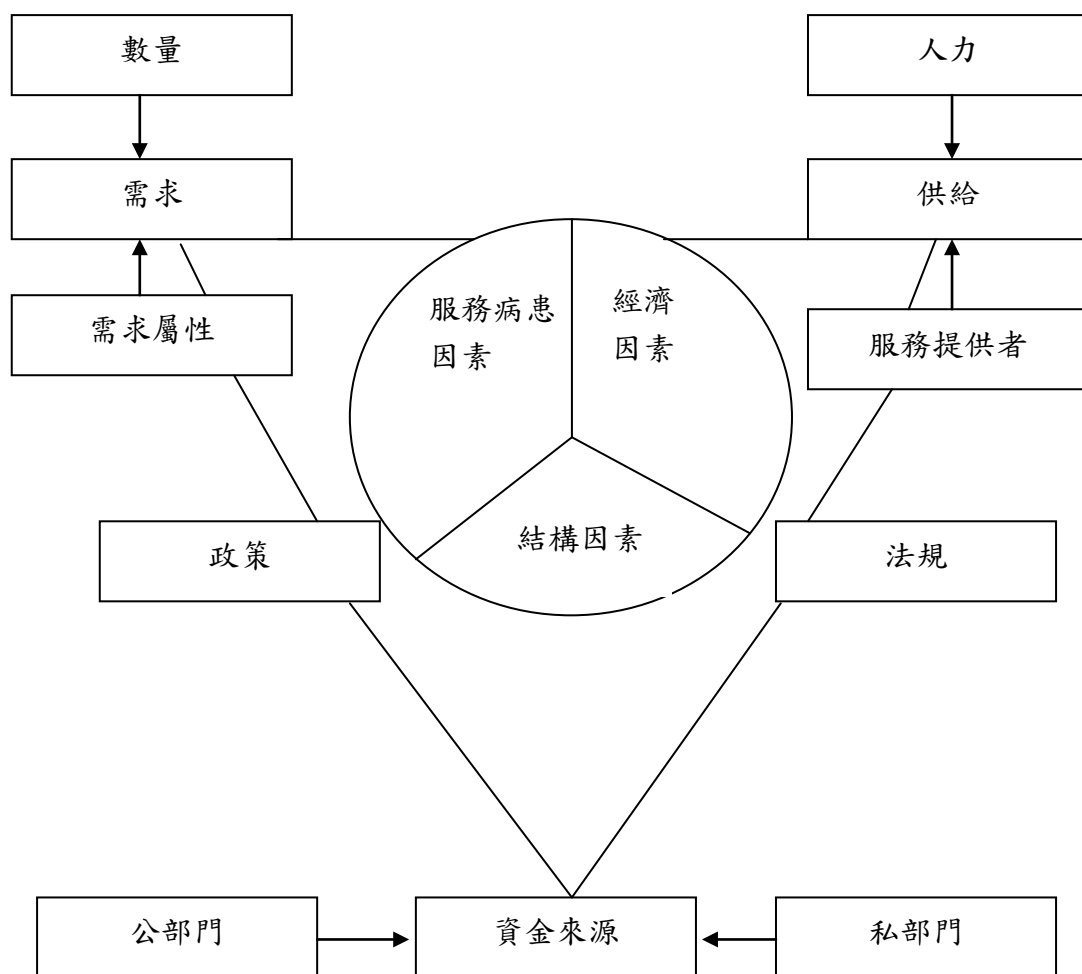 數量
人力
需求
供給
服務病患
因素
經濟
因素
需求屬性
服務提供者
結構因素
政策
法規
公部門
資金來源
私部門